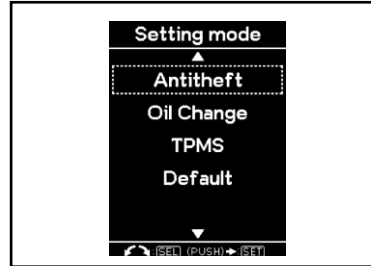 Setting mode
Antitheft
Oil Change
TPMS
Default
SEL (PUSH) SET